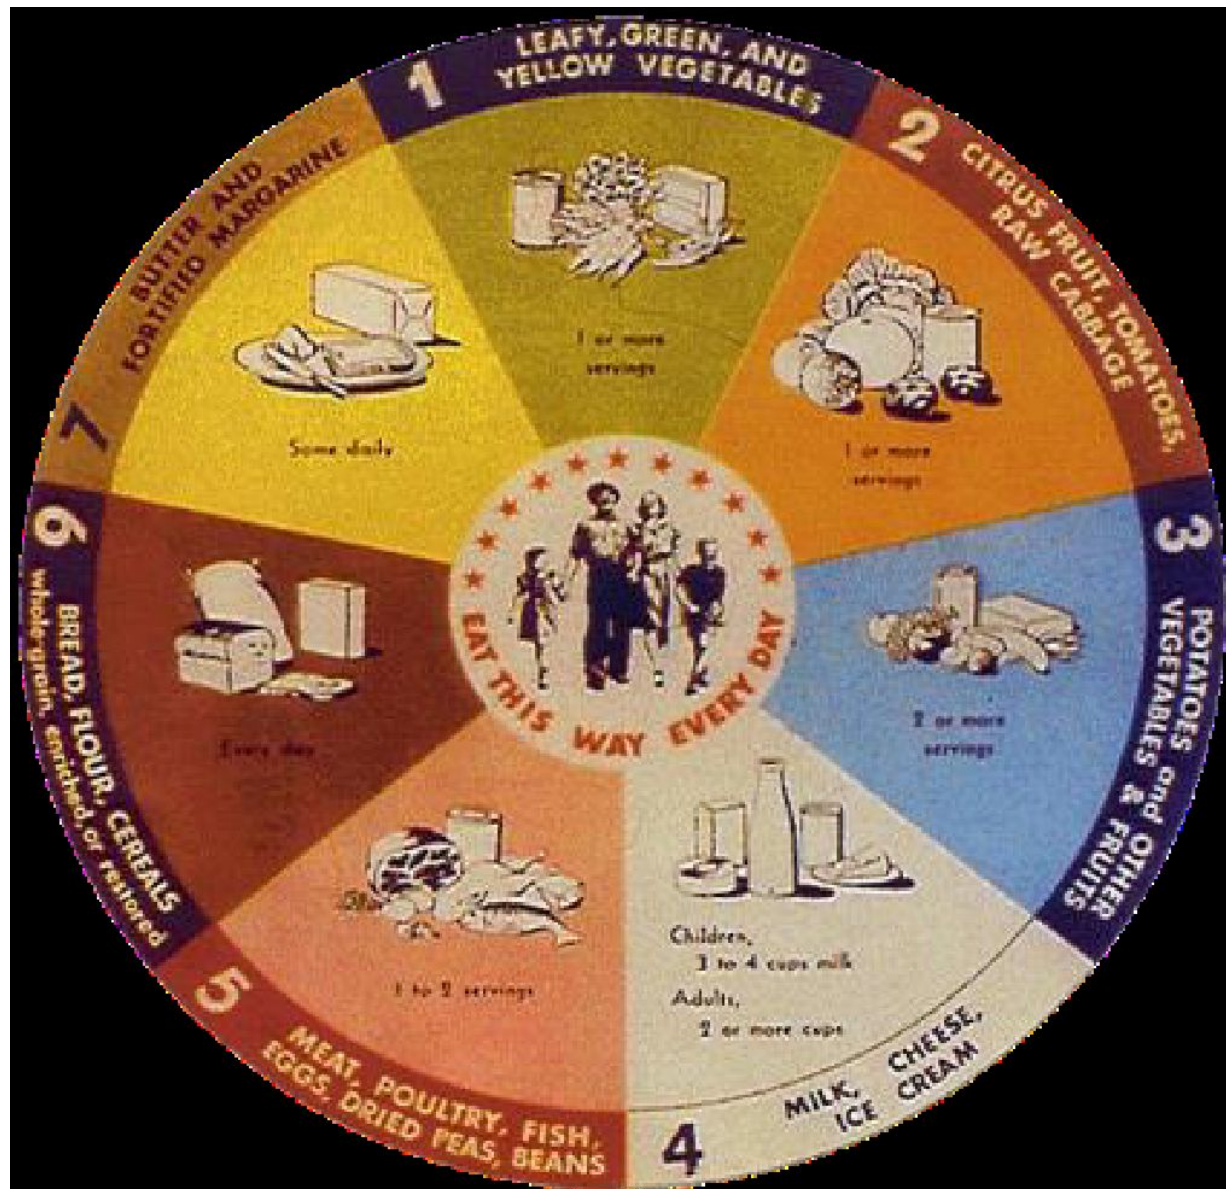 1
LEAFY, GREEN, AND
YELLOW VEGETABLES
1 or more
servings
2
CITRUS FRUIT, TOMATOES,
RAW CABBAGE
1 or more
servings
3
POTATOES and OTHER
VEGETABLES & FRUITS
2 or more
servings
4
MILK, CHEESE,
ICE CREAM
Children,
3 to 4 cups milk
Adults,
2 or more cups
5
MEAT, POULTRY, FISH,
EGGS, DRIED PEAS, BEANS
1 to 2 servings
6
BREAD, FLOUR, CEREALS
whole grain, enriched, or restored
Every day
7
BUTTER AND
FORTIFIED MARGARINE
Some daily
EAT THIS WAY EVERY DAY